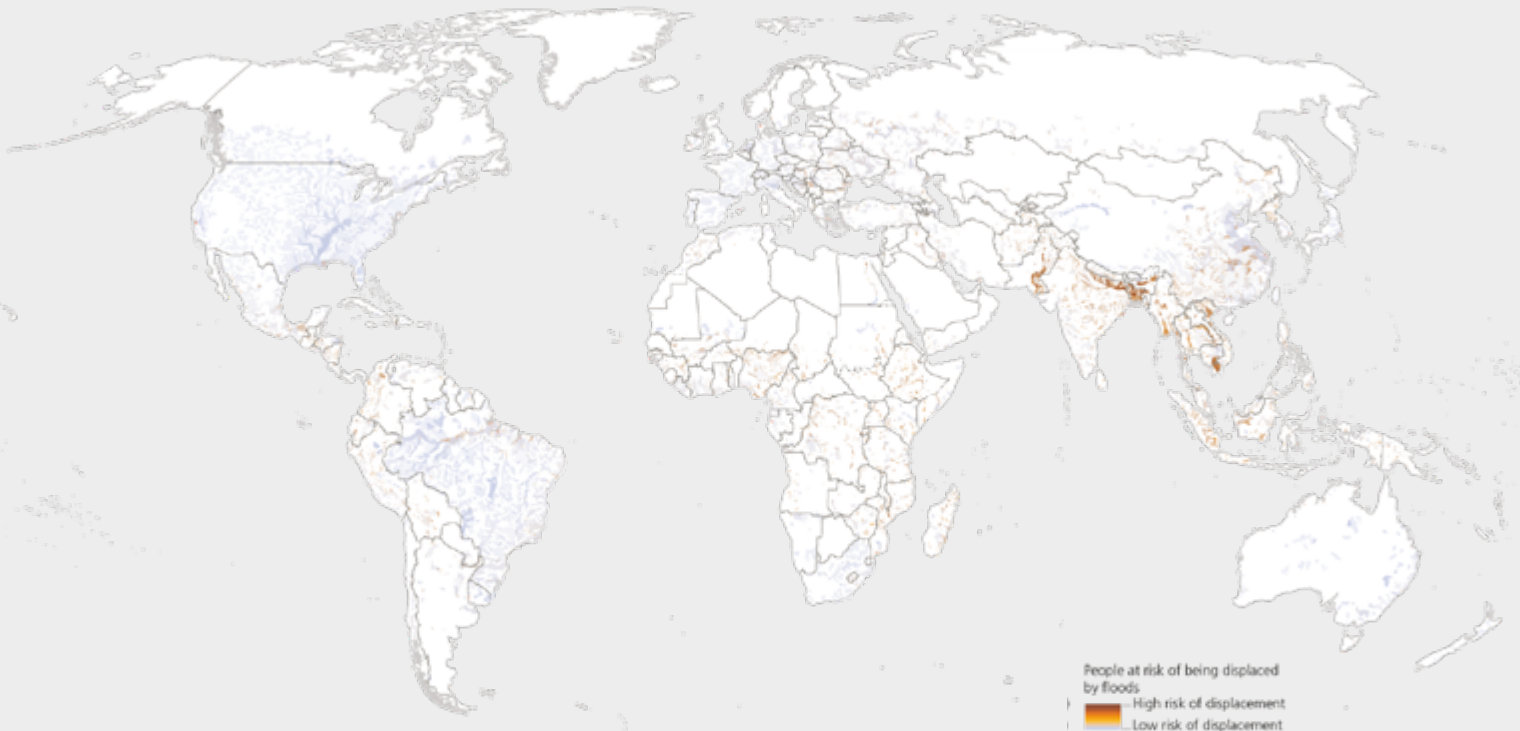 People at risk of being displaced
by floods
High risk of displacement
Low risk of displacement